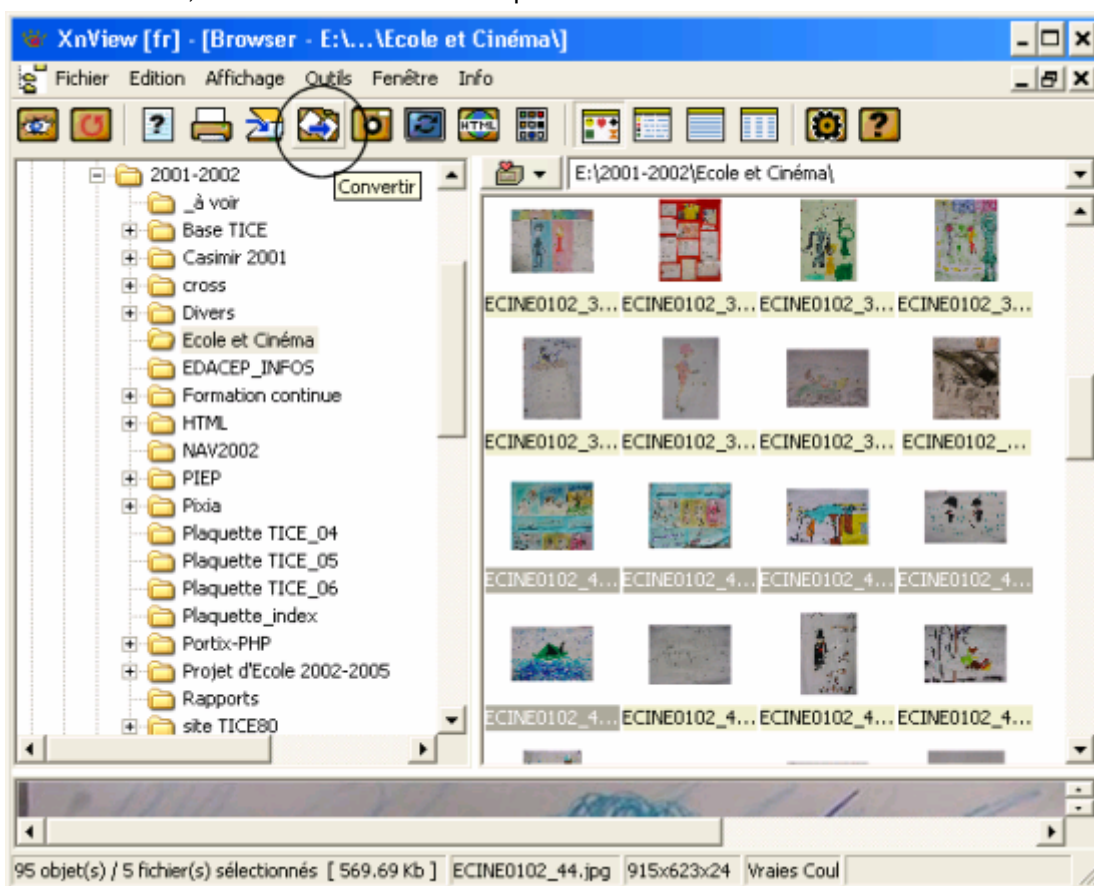 XnView [fr] - [Browser - E:\...\Ecole et Cinéma\]
Fichier Edition Affichage Outils Fenêtre Info
HTML
Convertir
E:\2001-2002\Ecole et Cinéma\
2001-2002
_à voir
Base TICE
Casimir 2001
cross
Divers
Ecole et Cinéma
EDACEP_INFOS
Formation continue
HTML
NAV2002
PIEP
Pixia
Plaquette TICE_04
Plaquette TICE_05
Plaquette TICE_06
Plaquette_index
Portix-PHP
Projet d'Ecole 2002-2005
Rapports
site TICE80
ECINE0102_3... ECINE0102_3... ECINE0102_3... ECINE0102_3...
ECINE0102_3... ECINE0102_3... ECINE0102_3... ECINE0102_...
ECINE0102_4... ECINE0102_4... ECINE0102_4... ECINE0102_4...
ECINE0102_4... ECINE0102_4... ECINE0102_4... ECINE0102_4...
95 objet(s) / 5 fichier(s) sélectionnés [ 569.69 Kb ] ECINE0102_44.jpg 915x623x24 Vraies Coul